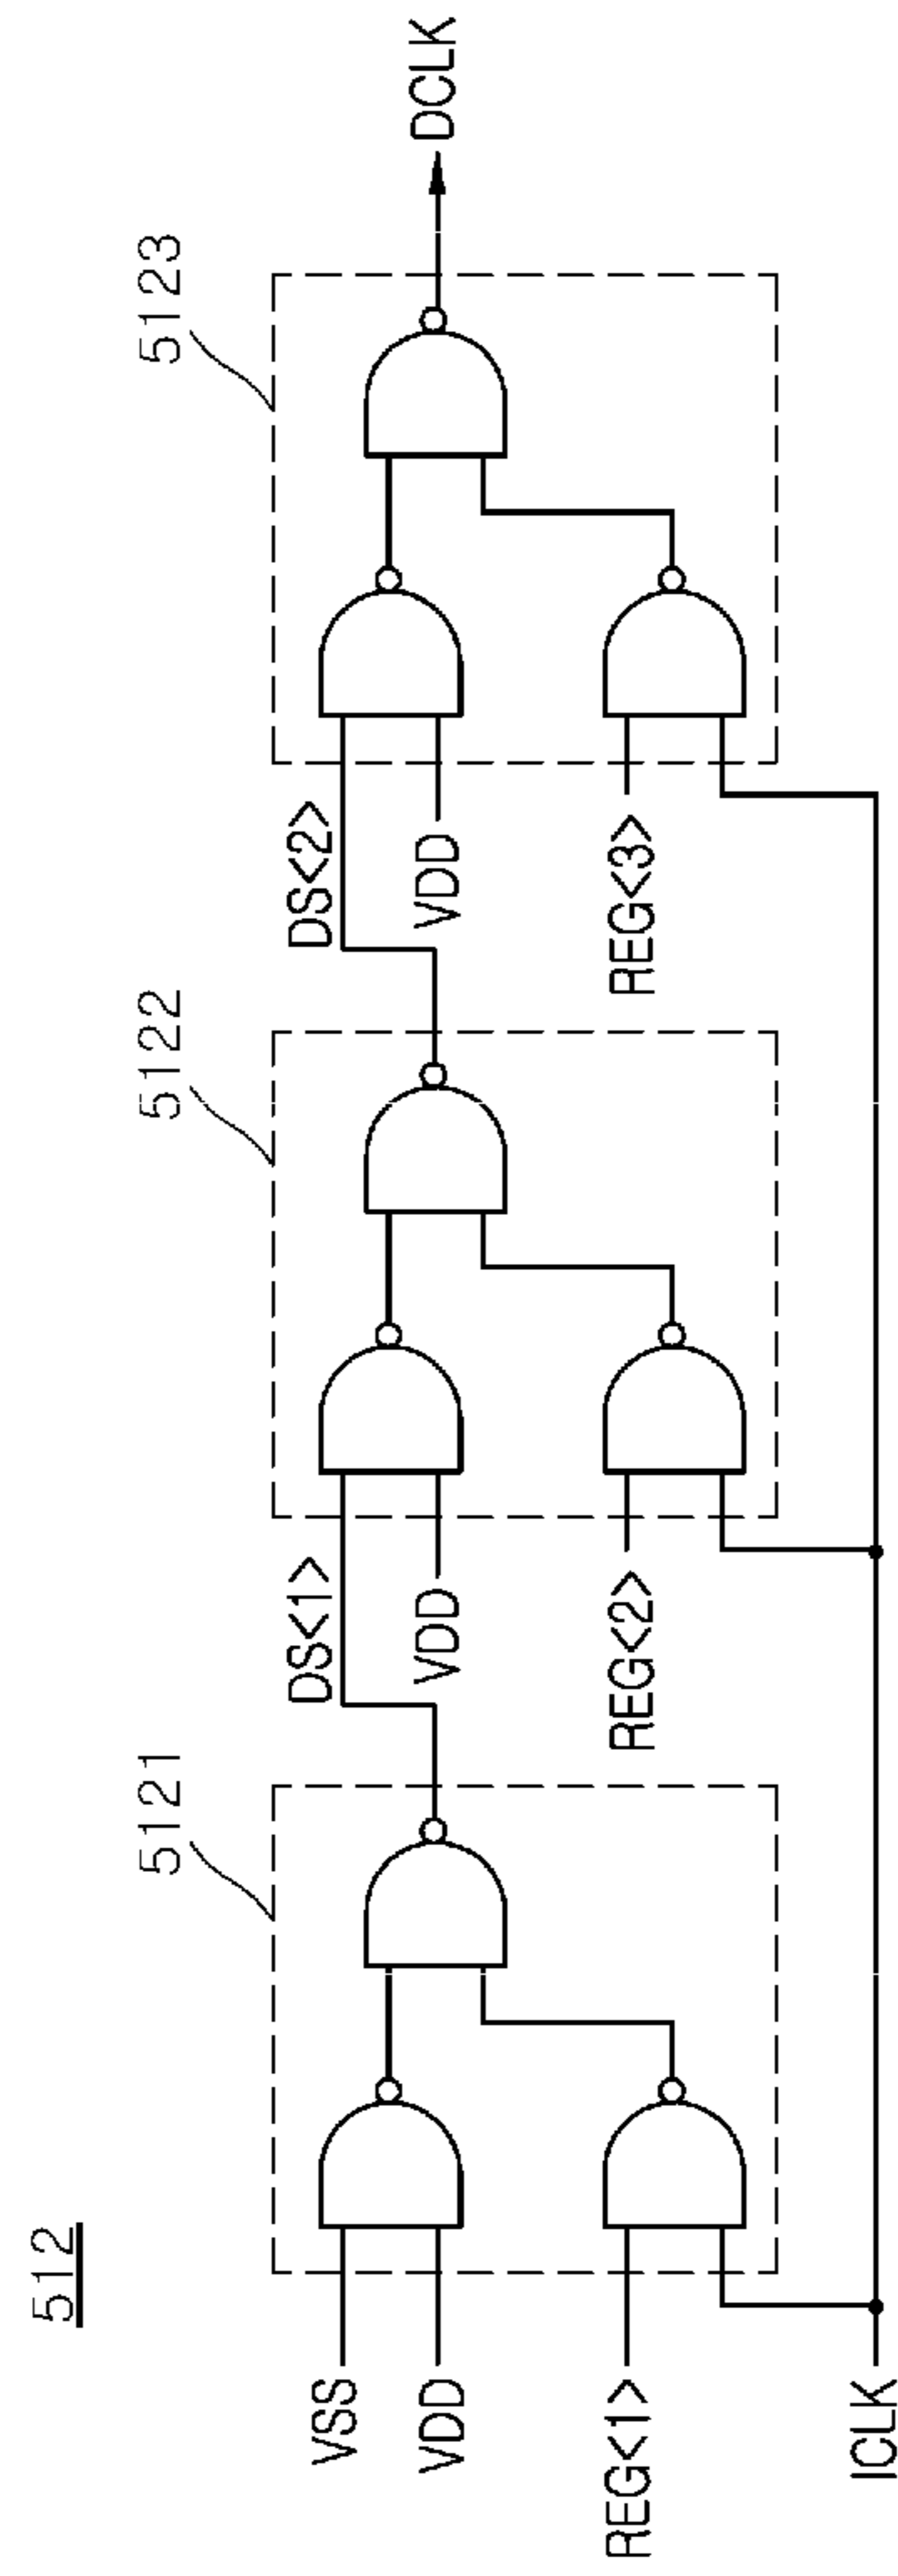 512
5121
5122
5123
VSS
VDD
REG<1>
ICLK
DS<1>
VDD
REG<2>
DS<2>
VDD
REG<3>
DCLK